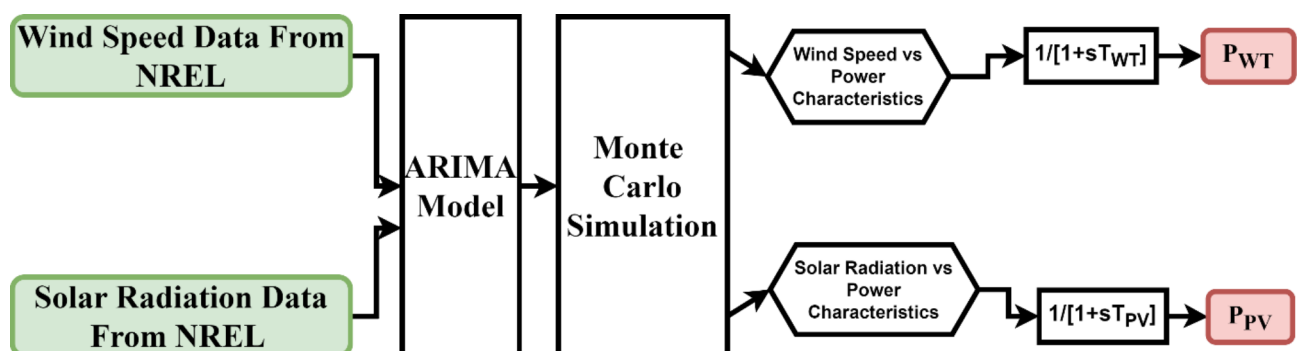 Wind Speed Data From
NREL
Solar Radiation Data
From NREL
ARIMA
Model
Monte
Carlo
Simulation
Wind Speed vs
Power
Characteristics
1/[1+sTWT]
PWT
Solar Radiation vs
Power
Characteristics
1/[1+sTPV]
PPV